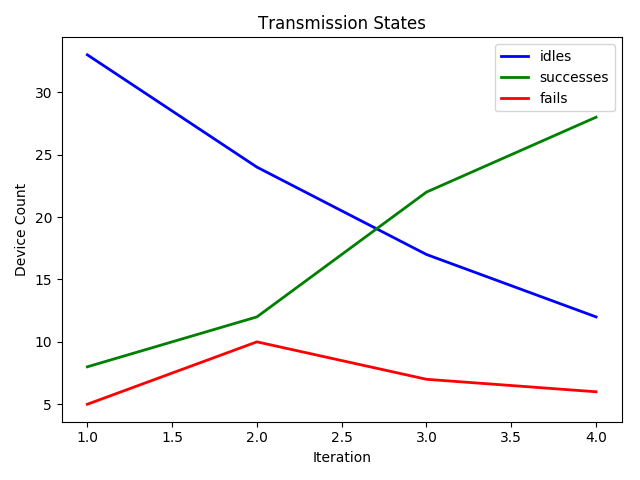 Transmission States
idles
successes
fails
Device Count
30
25
20
15
10
5
1.0 1.5 2.0 2.5 3.0 3.5 4.0
Iteration